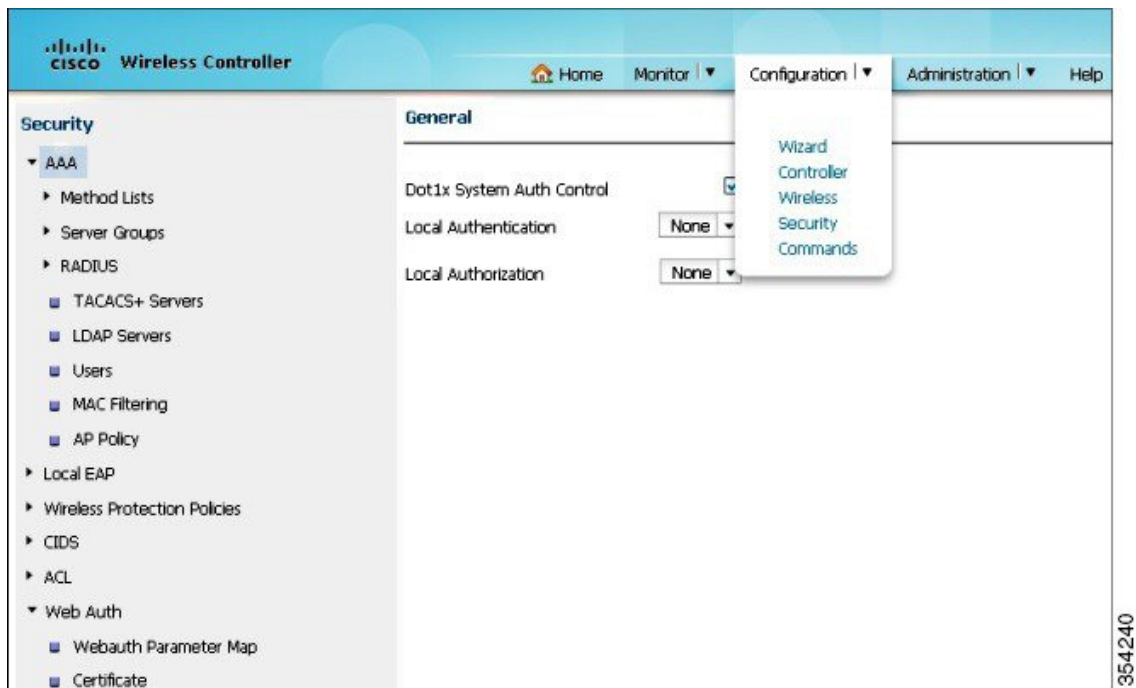 cisco Wireless Controller
Home Monitor Configuration Administration Help
Wizard
Controller
Wireless
Security
Commands
Security
AAA
Method Lists
Server Groups
RADIUS
TACACS+ Servers
LDAP Servers
Users
MAC Filtering
AP Policy
Local EAP
Wireless Protection Policies
CIDS
ACL
Web Auth
Webauth Parameter Map
Certificate
General
Dot1x System Auth Control
Local Authentication None
Local Authorization None
354240